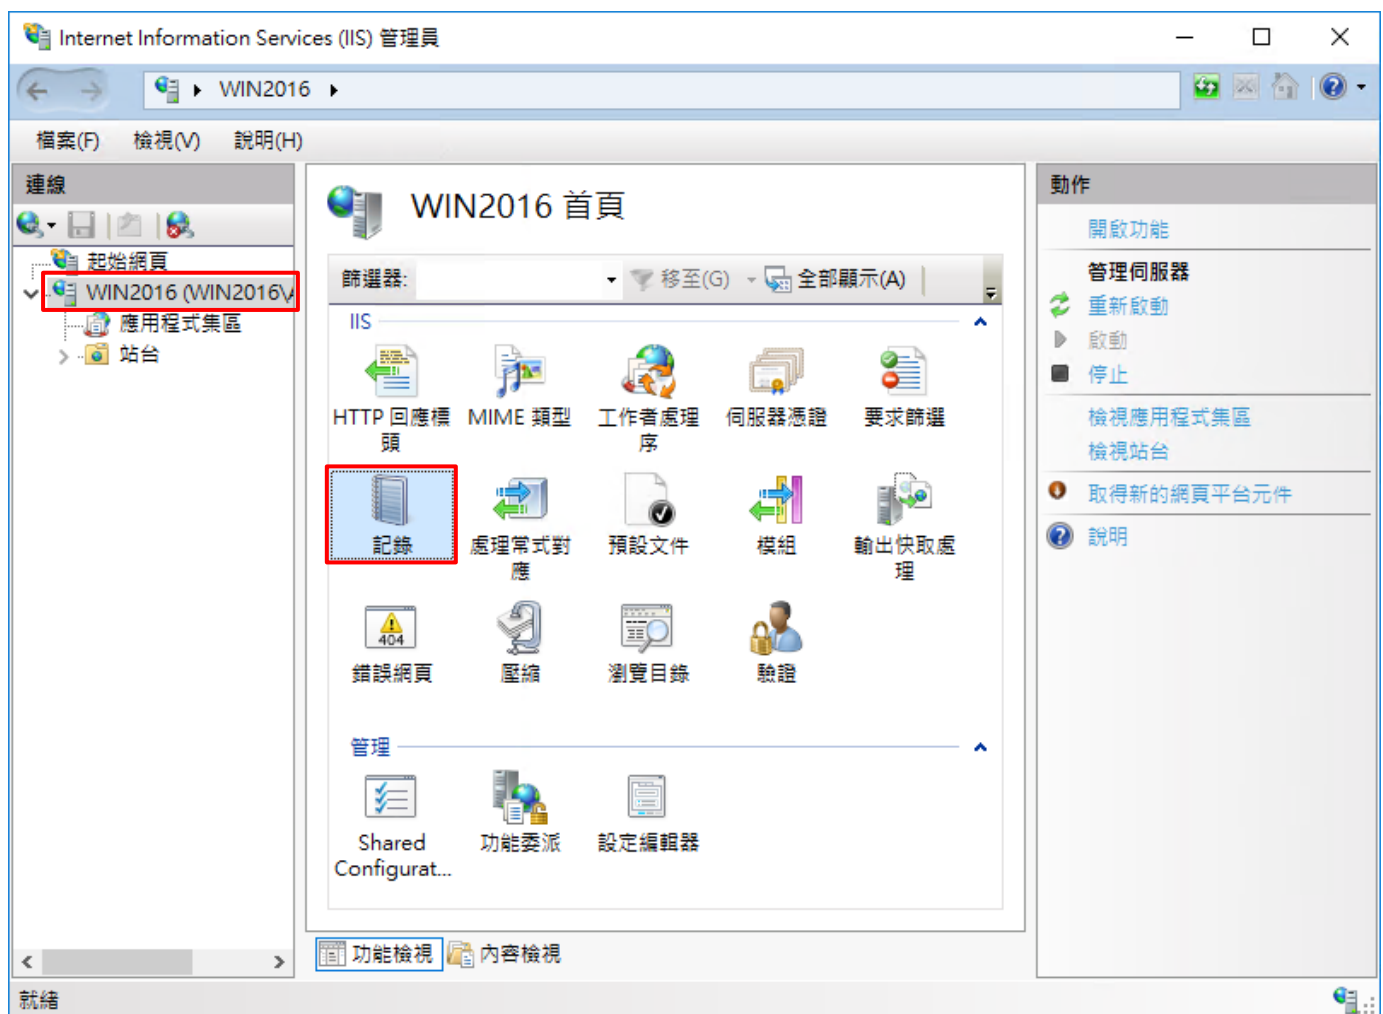 Internet Information Services (IIS) 管理員
WIN2016
檔案(F) 檢視(V) 說明(H)
連線
起始網頁
WIN2016 (WIN2016\
應用程式集區
站台
WIN2016 首頁
篩選器:
移至(G)
全部顯示(A)
IIS
HTTP 回應標
頭
MIME 類型
工作者處理
序
伺服器憑證
要求篩選
記錄
處理常式對
應
預設文件
模組
輸出快取處
理
404
錯誤網頁
壓縮
瀏覽目錄
驗證
管理
Shared
Configurat...
功能委派
設定編輯器
功能檢視
內容檢視
動作
開啟功能
管理伺服器
重新啟動
啟動
停止
檢視應用程式集區
檢視站台
取得新的網頁平台元件
說明
就緒